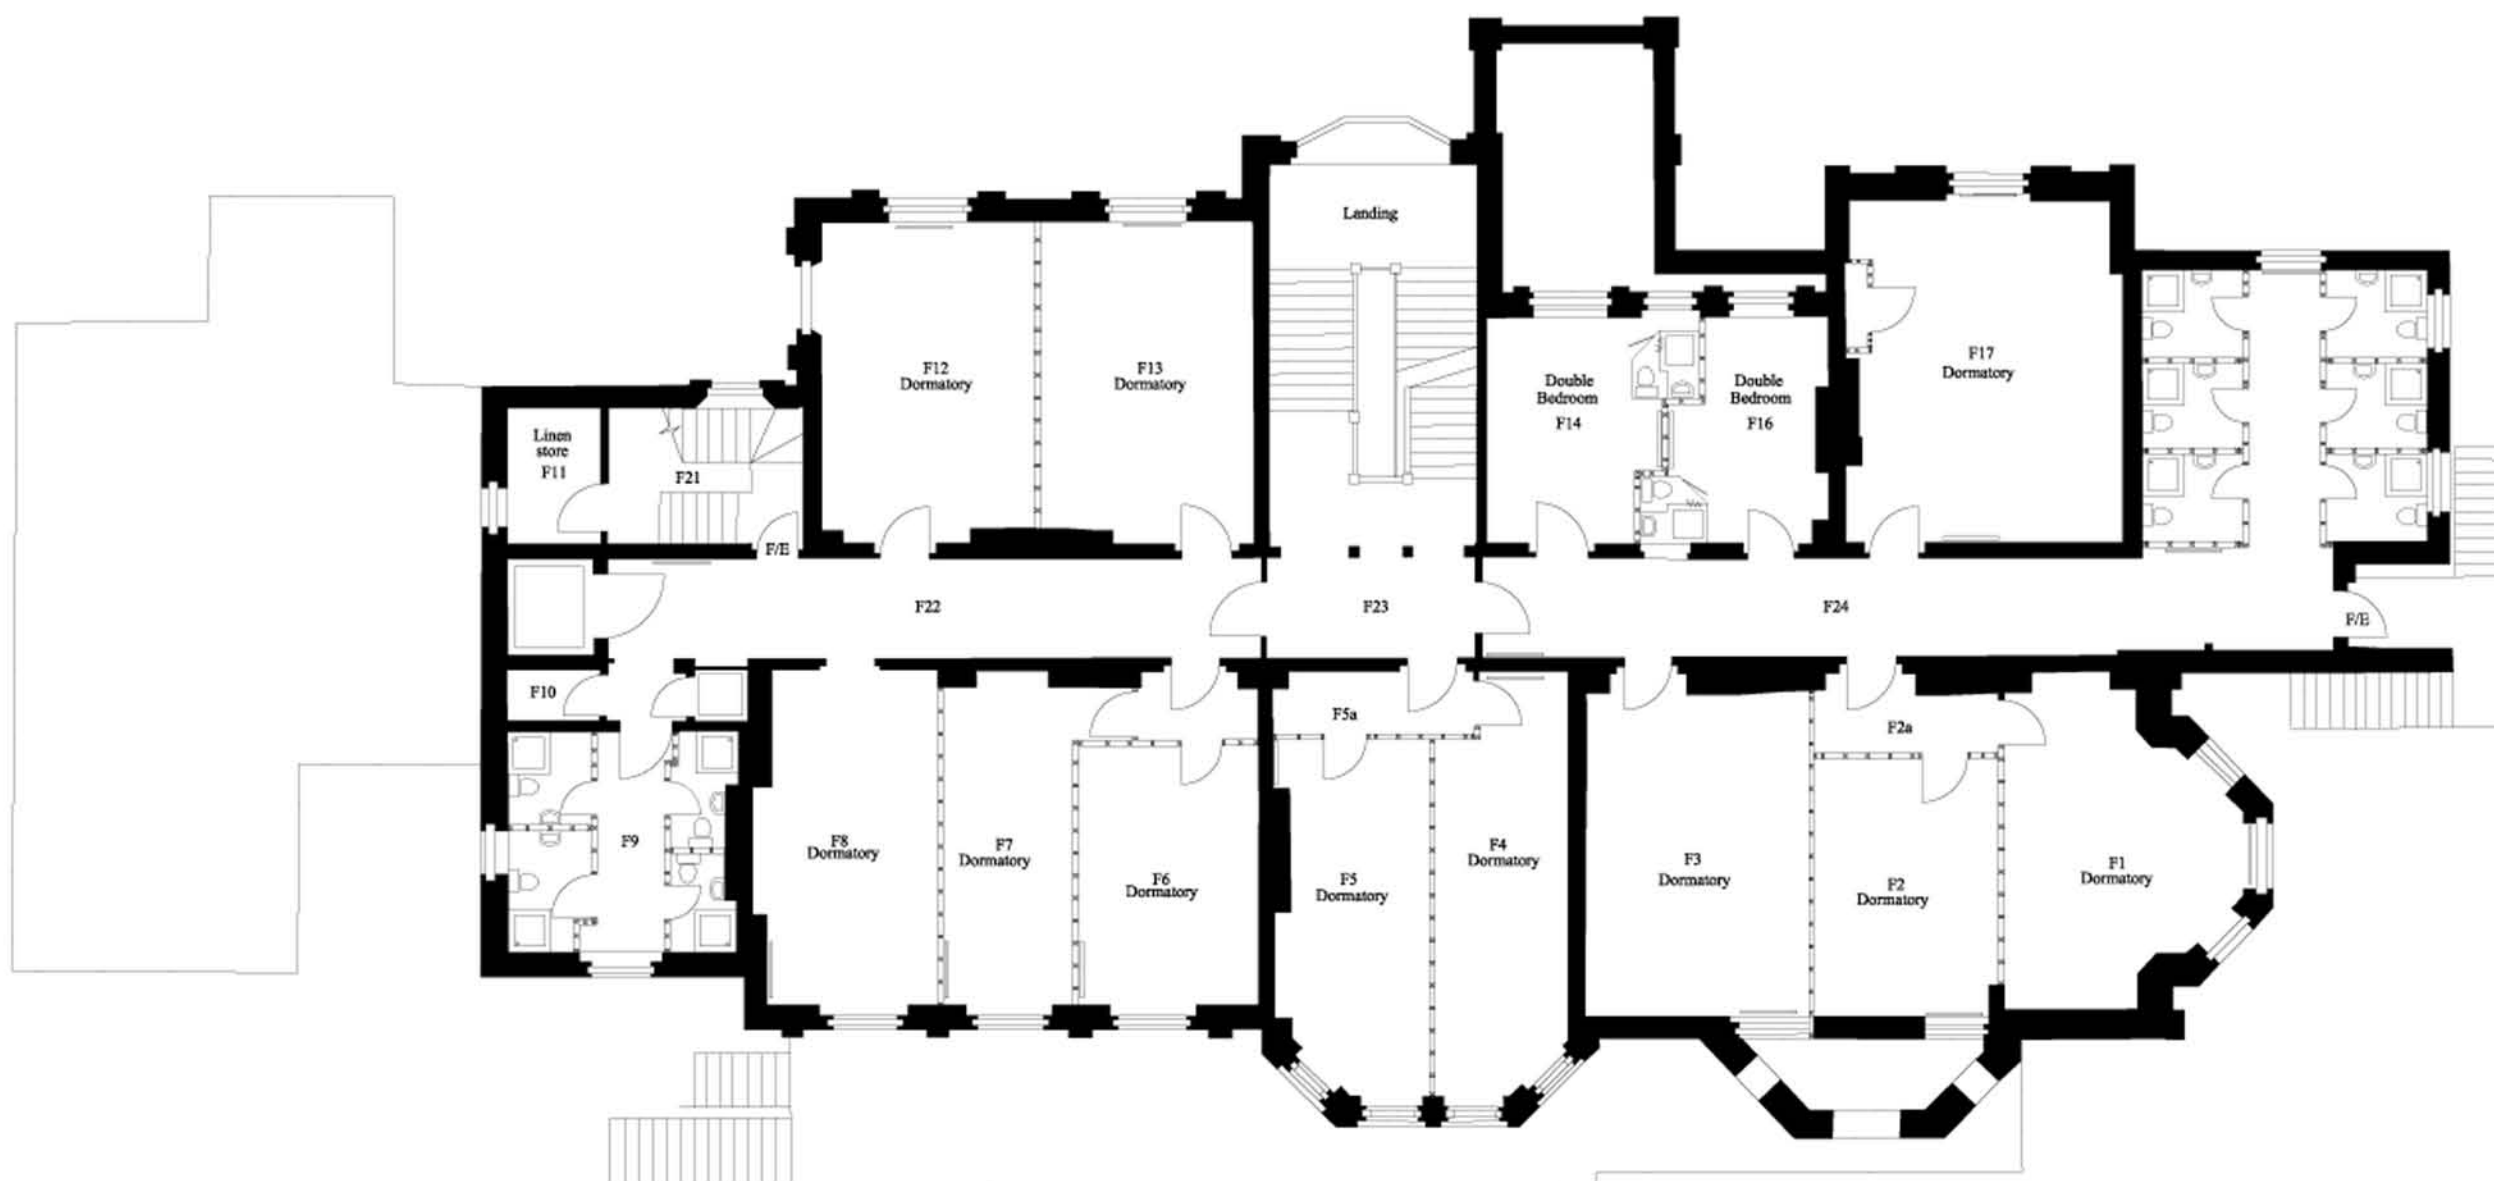 Landing
F12
Dormatory
F13
Dormatory
Double
Bedroom
F14
Double
Bedroom
F16
F17
Dormatory
Linen
store
F11
F21
F/E
F22
F23
F24
F/E
F10
F5a
F2a
F9
F8
Dormatory
F7
Dormatory
F6
Dormatory
F5
Dormatory
F4
Dormatory
F3
Dormatory
F2
Dormatory
F1
Dormatory